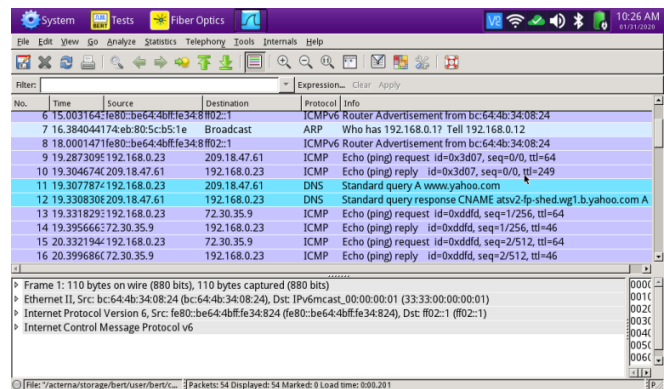 System Tests Fiber Optics V2 10:26 AM
01/31/2020
File Edit View Go Analyze Statistics Telephony Tools Internals Help
Filter: Expression... Clear Apply
No. Time Source Destination Protocol Info
6 15.003164: fe80::be64:4bff:fe34:8 ff02::1 ICMPv6 Router Advertisement from bc:64:4b:34:08:24
7 16.384044 174:eb:80:5c:b5:1e Broadcast ARP Who has 192.168.0.1? Tell 192.168.0.12
8 18.000147 1fe80::be64:4bff:fe34:8 ff02::1 ICMPv6 Router Advertisement from bc:64:4b:34:08:24
9 19.287309 192.168.0.23 209.18.47.61 ICMP Echo (ping) request id=0x3d07, seq=0/0, ttl=64
10 19.304674 209.18.47.61 192.168.0.23 ICMP Echo (ping) reply id=0x3d07, seq=0/0, ttl=249
11 19.307787 192.168.0.23 209.18.47.61 DNS Standard query A www.yahoo.com
12 19.330830 209.18.47.61 192.168.0.23 DNS Standard query response CNAME atsv2-fp-shed.wg1.b.yahoo.com A
13 19.331829 192.168.0.23 72.30.35.9 ICMP Echo (ping) request id=0xddfd, seq=1/256, ttl=64
14 19.395666 72.30.35.9 192.168.0.23 ICMP Echo (ping) reply id=0xddfd, seq=1/256, ttl=46
15 20.332194 192.168.0.23 72.30.35.9 ICMP Echo (ping) request id=0xddfd, seq=2/512, ttl=64
16 20.399686 72.30.35.9 192.168.0.23 ICMP Echo (ping) reply id=0xddfd, seq=2/512, ttl=46
Frame 1: 110 bytes on wire (880 bits), 110 bytes captured (880 bits)
Ethernet II, Src: bc:64:4b:34:08:24 (bc:64:4b:34:08:24), Dst: IPv6mcast_00:00:00:01 (33:33:00:00:00:01)
Internet Protocol Version 6, Src: fe80::be64:4bff:fe34:824 (fe80::be64:4bff:fe34:824), Dst: ff02::1 (ff02::1)
Internet Control Message Protocol v6
0000
0010
0020
0030
0040
0050
0060
File: "/acterna/storage/bert/user/bert/c... Packets: 54 Displayed: 54 Marked: 0 Load time: 0:00.201